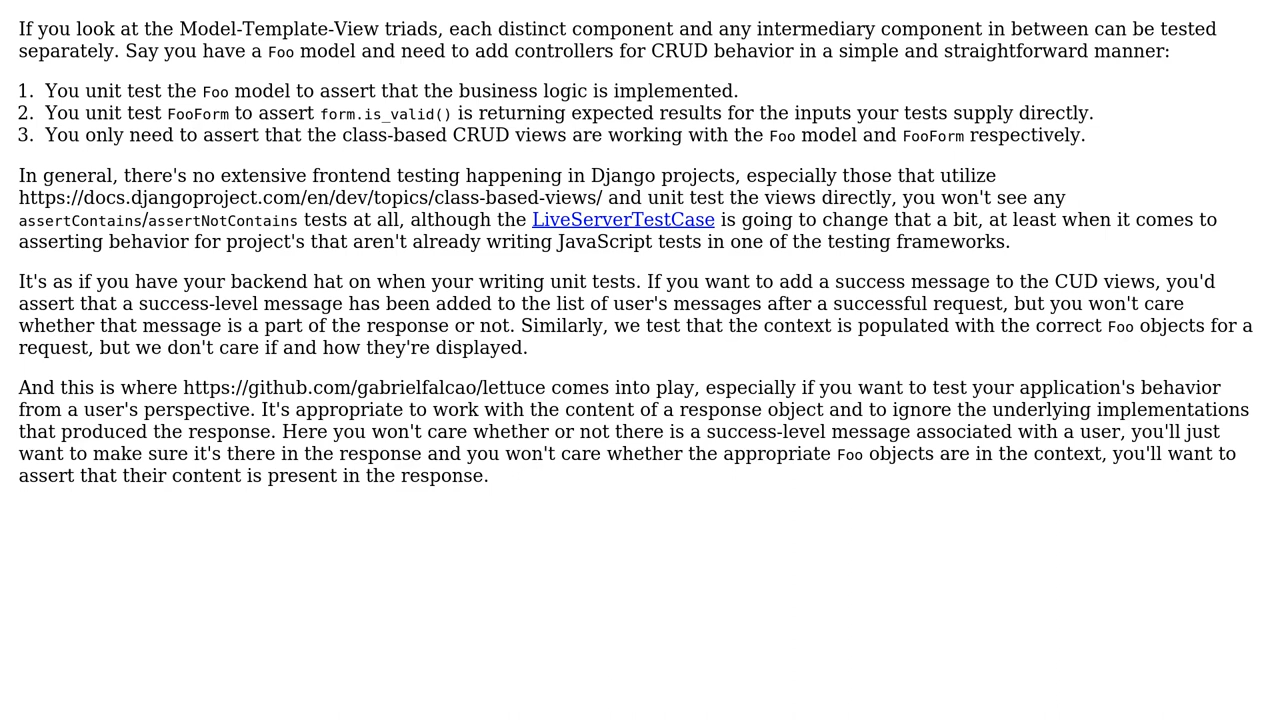 If you look at the Model-Template-View triads, each distinct component and any intermediary component in between can be tested
separately. Say you have a Foo model and need to add controllers for CRUD behavior in a simple and straightforward manner:
1. You unit test the Foo model to assert that the business logic is implemented.
2. You unit test FooForm to assert form.is_valid() is returning expected results for the inputs your tests supply directly.
3. You only need to assert that the class-based CRUD views are working with the Foo model and FooForm respectively.
In general, there's no extensive frontend testing happening in Django projects, especially those that utilize
https://docs.djangoproject.com/en/dev/topics/class-based-views/ and unit test the views directly, you won't see any
assertContains/assertNotContains tests at all, although the LiveServerTestCase is going to change that a bit, at least when it comes to
asserting behavior for project's that aren't already writing JavaScript tests in one of the testing frameworks.
It's as if you have your backend hat on when your writing unit tests. If you want to add a success message to the CUD views, you'd
assert that a success-level message has been added to the list of user's messages after a successful request, but you won't care
whether that message is a part of the response or not. Similarly, we test that the context is populated with the correct Foo objects for a
request, but we don't care if and how they're displayed.
And this is where https://github.com/gabrielfalcao/lettuce comes into play, especially if you want to test your application's behavior
from a user's perspective. It's appropriate to work with the content of a response object and to ignore the underlying implementations
that produced the response. Here you won't care whether or not there is a success-level message associated with a user, you'll just
want to make sure it's there in the response and you won't care whether the appropriate Foo objects are in the context, you'll want to
assert that their content is present in the response.